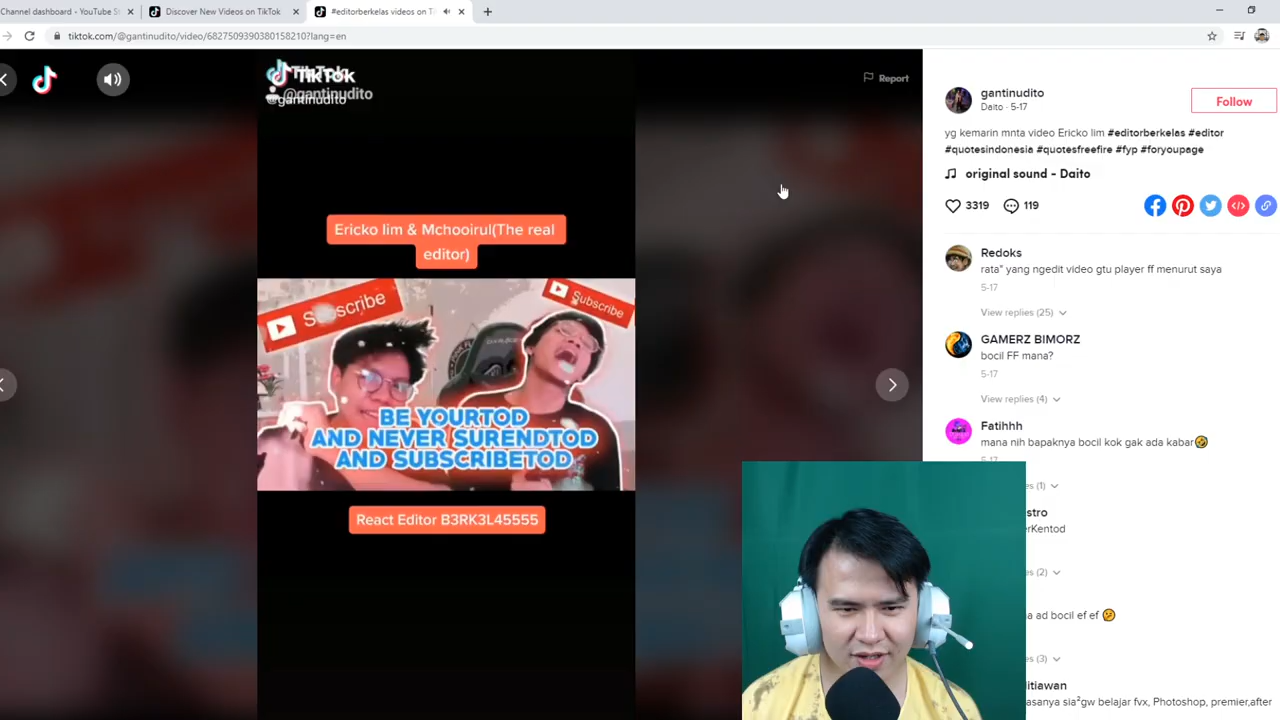 Channel dashboard - YouTube S
Discover New Videos on TikTok
#editorberkelas videos on T
tiktok.com/@gantinudito/video/6827509390380158210?lang=en
TikTok
@gantinudito
@gantinudito
Report
Ericko lim & Mchooirul(The real
editor)
Subscribe
Subscribe
BE YOURTOD
AND NEVER SURENDTOD
AND SUBSCRIBETOD
React Editor B3RK3L45555
gantinudito
Daito · 5-17
Follow
yg kemarin mnta video Ericko lim #editorberkelas #editor
#quotesindonesia #quotesfreefire #fyp #foryoupage
original sound - Daito
3319
119
Redoks
rata" yang ngedit video gtu player ff menurut saya
5-17
View replies (25)
GAMERZ BIMORZ
bocil FF mana?
5-17
View replies (4)
Fatihhh
mana nih bapaknya bocil kok gak ada kabar🤣
5-17
es (1)
stro
erKentod
es (2)
a ad bocil ef ef 😕
es (3)
litiawan
asanya sia²gw belajar fvx, Photoshop, premier,after